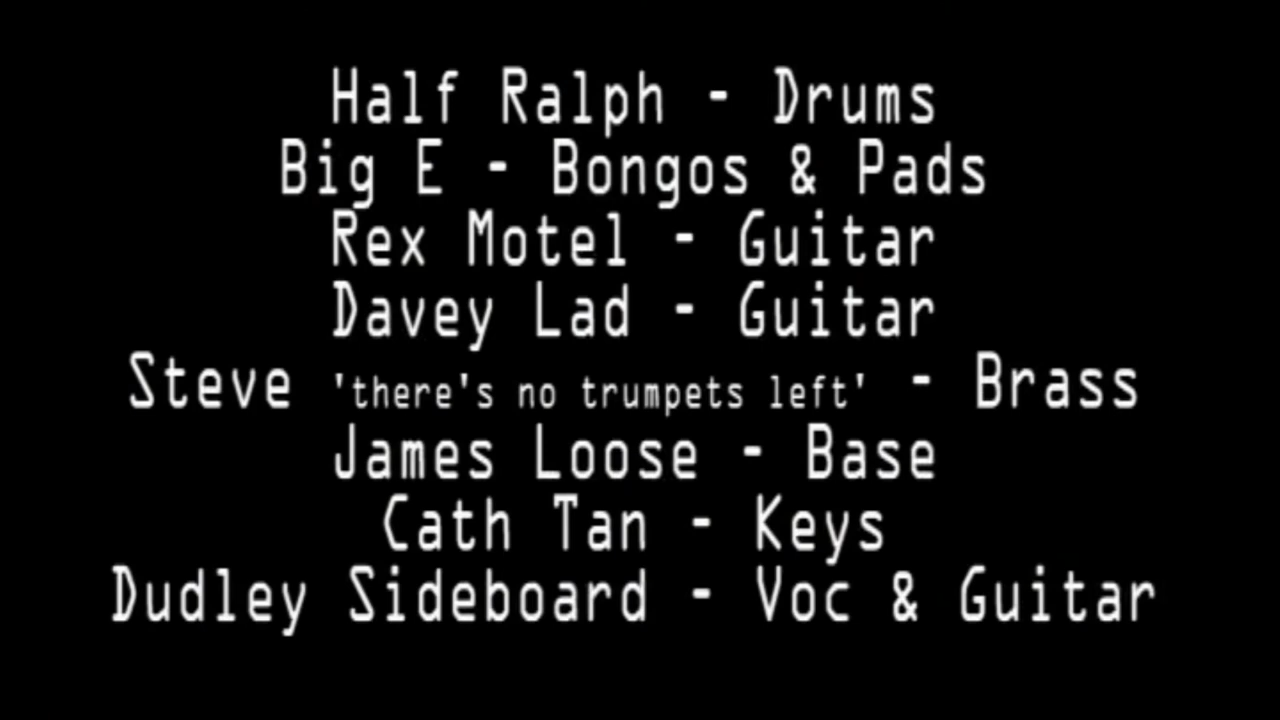 Half Ralph - Drums
Big E - Bongos & Pads
Rex Motel - Guitar
Davey Lad - Guitar
Steve 'there's no trumpets left' - Brass
James Loose - Base
Cath Tan - Keys
Dudley Sideboard - Voc & Guitar